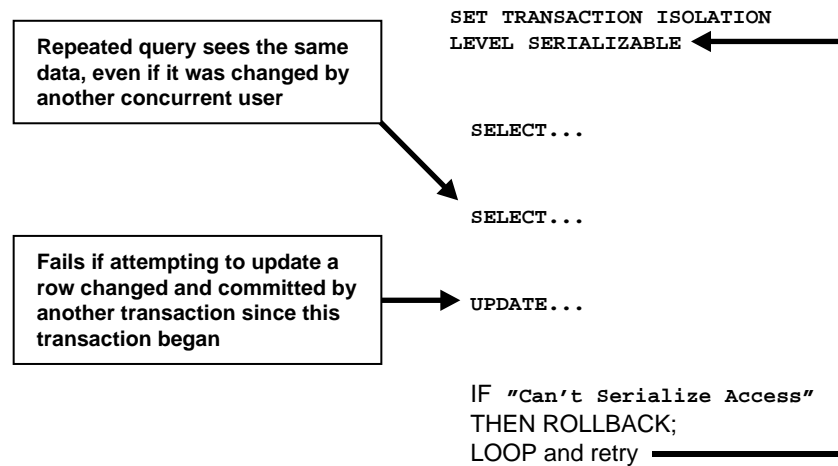 SET TRANSACTION ISOLATION
LEVEL SERIALIZABLE
Repeated query sees the same
data, even if it was changed by
another concurrent user
SELECT...
SELECT...
Fails if attempting to update a
row changed and committed by
another transaction since this
transaction began
UPDATE...
IF "Can't Serialize Access"
THEN ROLLBACK;
LOOP and retry